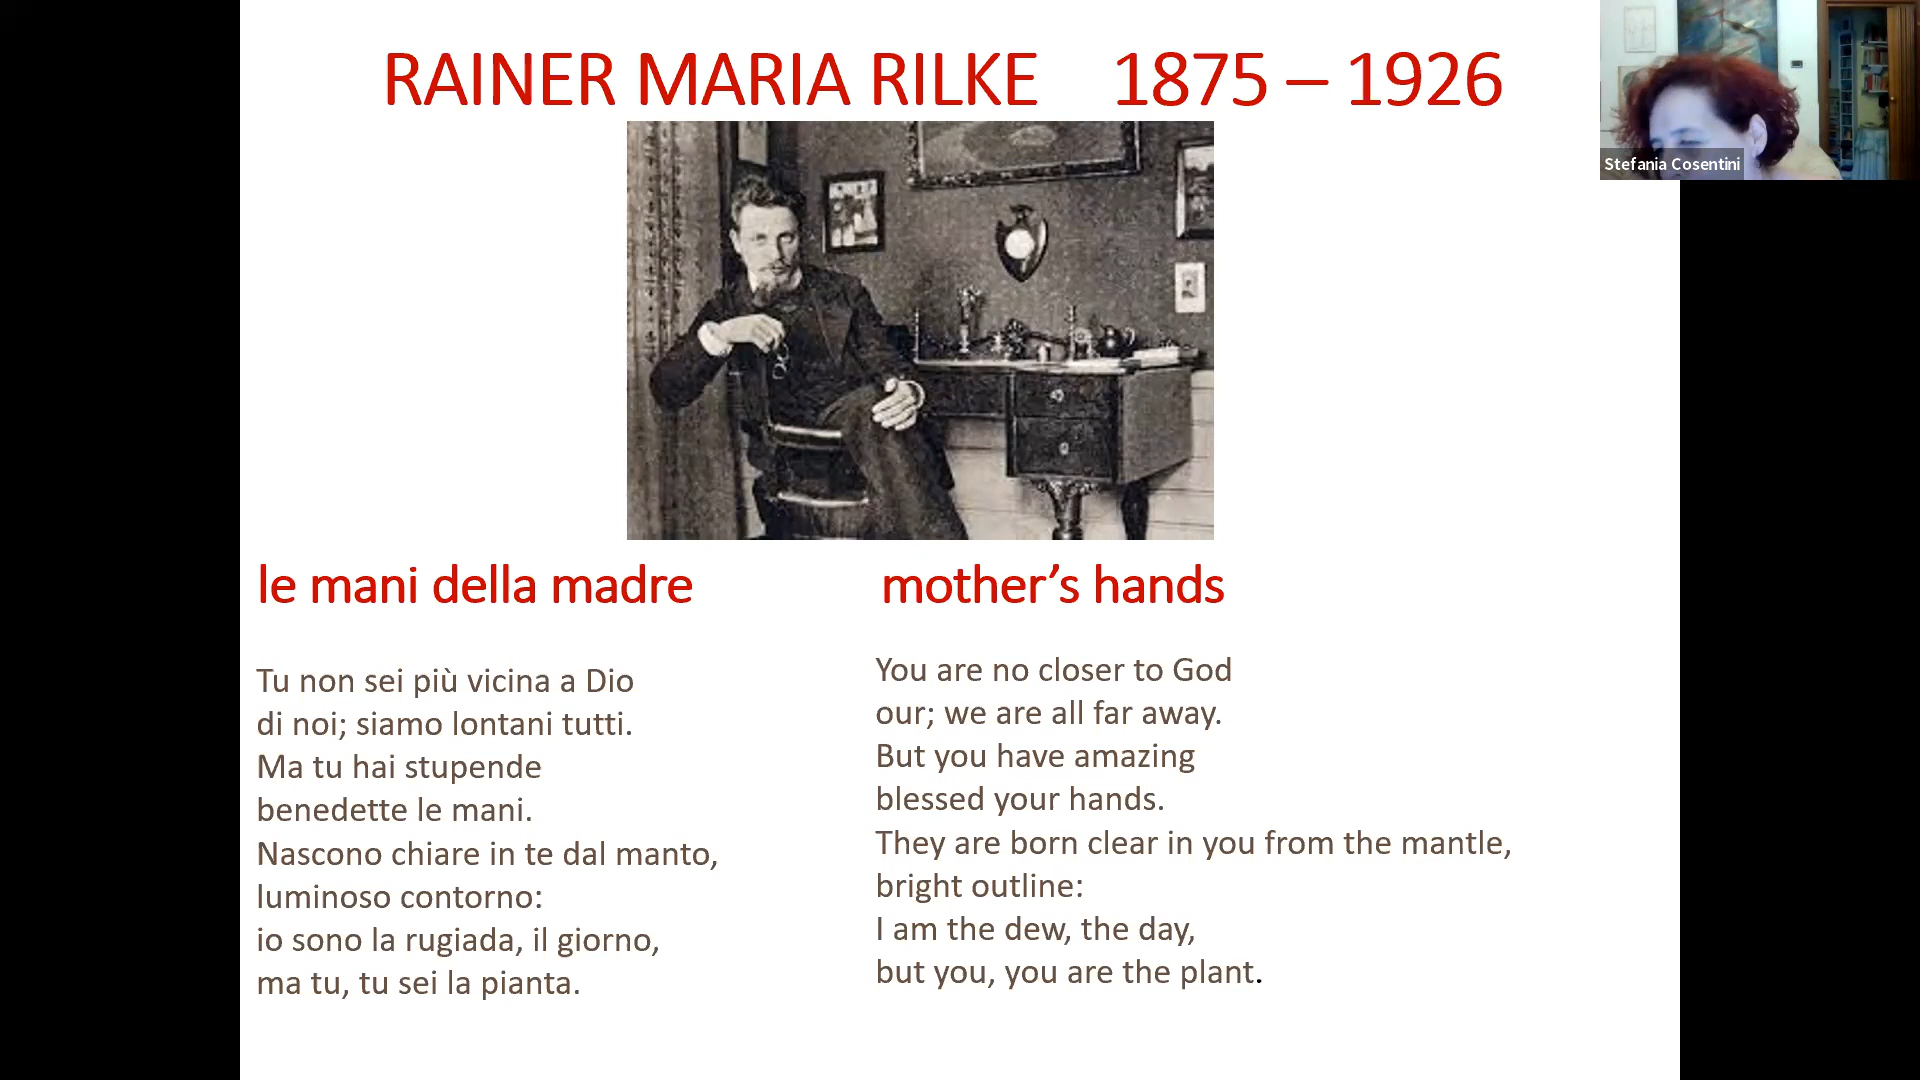 RAINER MARIA RILKE 1875 – 1926
Stefania Cosentini
le mani della madre
Tu non sei più vicina a Dio
di noi; siamo lontani tutti.
Ma tu hai stupende
benedette le mani.
Nascono chiare in te dal manto,
luminoso contorno:
io sono la rugiada, il giorno,
ma tu, tu sei la pianta.
mother’s hands
You are no closer to God
our; we are all far away.
But you have amazing
blessed your hands.
They are born clear in you from the mantle,
bright outline:
I am the dew, the day,
but you, you are the plant.